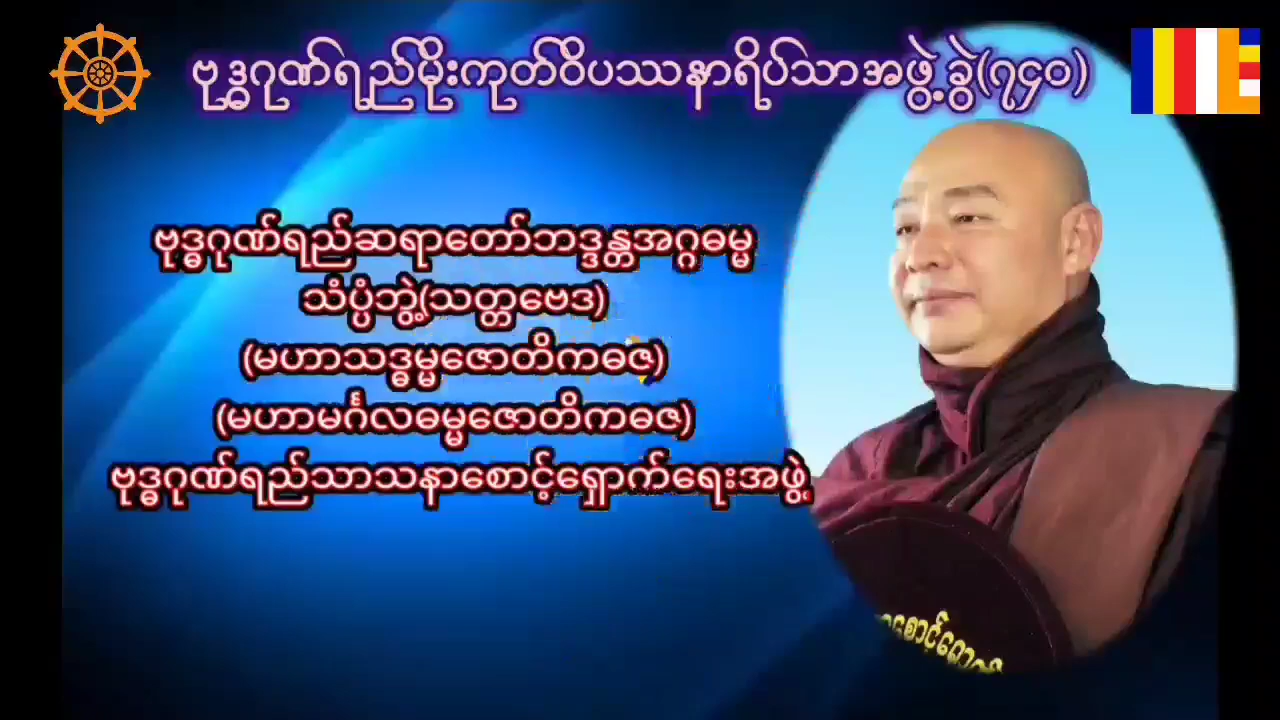 ဗုဒ္ဓဂုဏ်ရည်မိုးကုတ်ဝိပဿနာရိပ်သာအဖွဲ့ခွဲ(၇၄၀)
ဗုဒ္ဓဂုဏ်ရည်ဆရာတော်ဘဒ္ဒန္တအဂ္ဂဓမ္မ
သံပ္ပံဘွဲ့(သတ္တဗေဒ)
(မဟာသဒ္ဓမ္မဇောတိကဓဇ)
(မဟာမင်္ဂလဓမ္မဇောတိကဓဇ)
ဗုဒ္ဓဂုဏ်ရည်သာသနာစောင့်ရှောက်ရေးအဖွဲ့
စောင့်ရှောက်